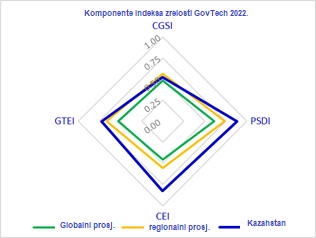 Komponente indeksa zrelosti GovTech 2022.
CGSI
1.00
0.75
0.50
0.25
0.00
GTEI
PSDI
CEI
Globalni prosj.
regionalni prosj.
Kazahstan